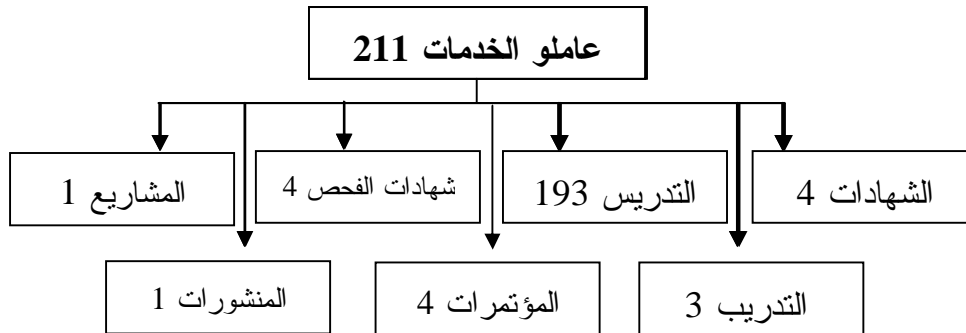 عاملو الخدمات 211
الشهادات 4
التدريس 193
شهادات الفحص 4
المشاريع 1
التدريب 3
المؤتمرات 4
المنشورات 1